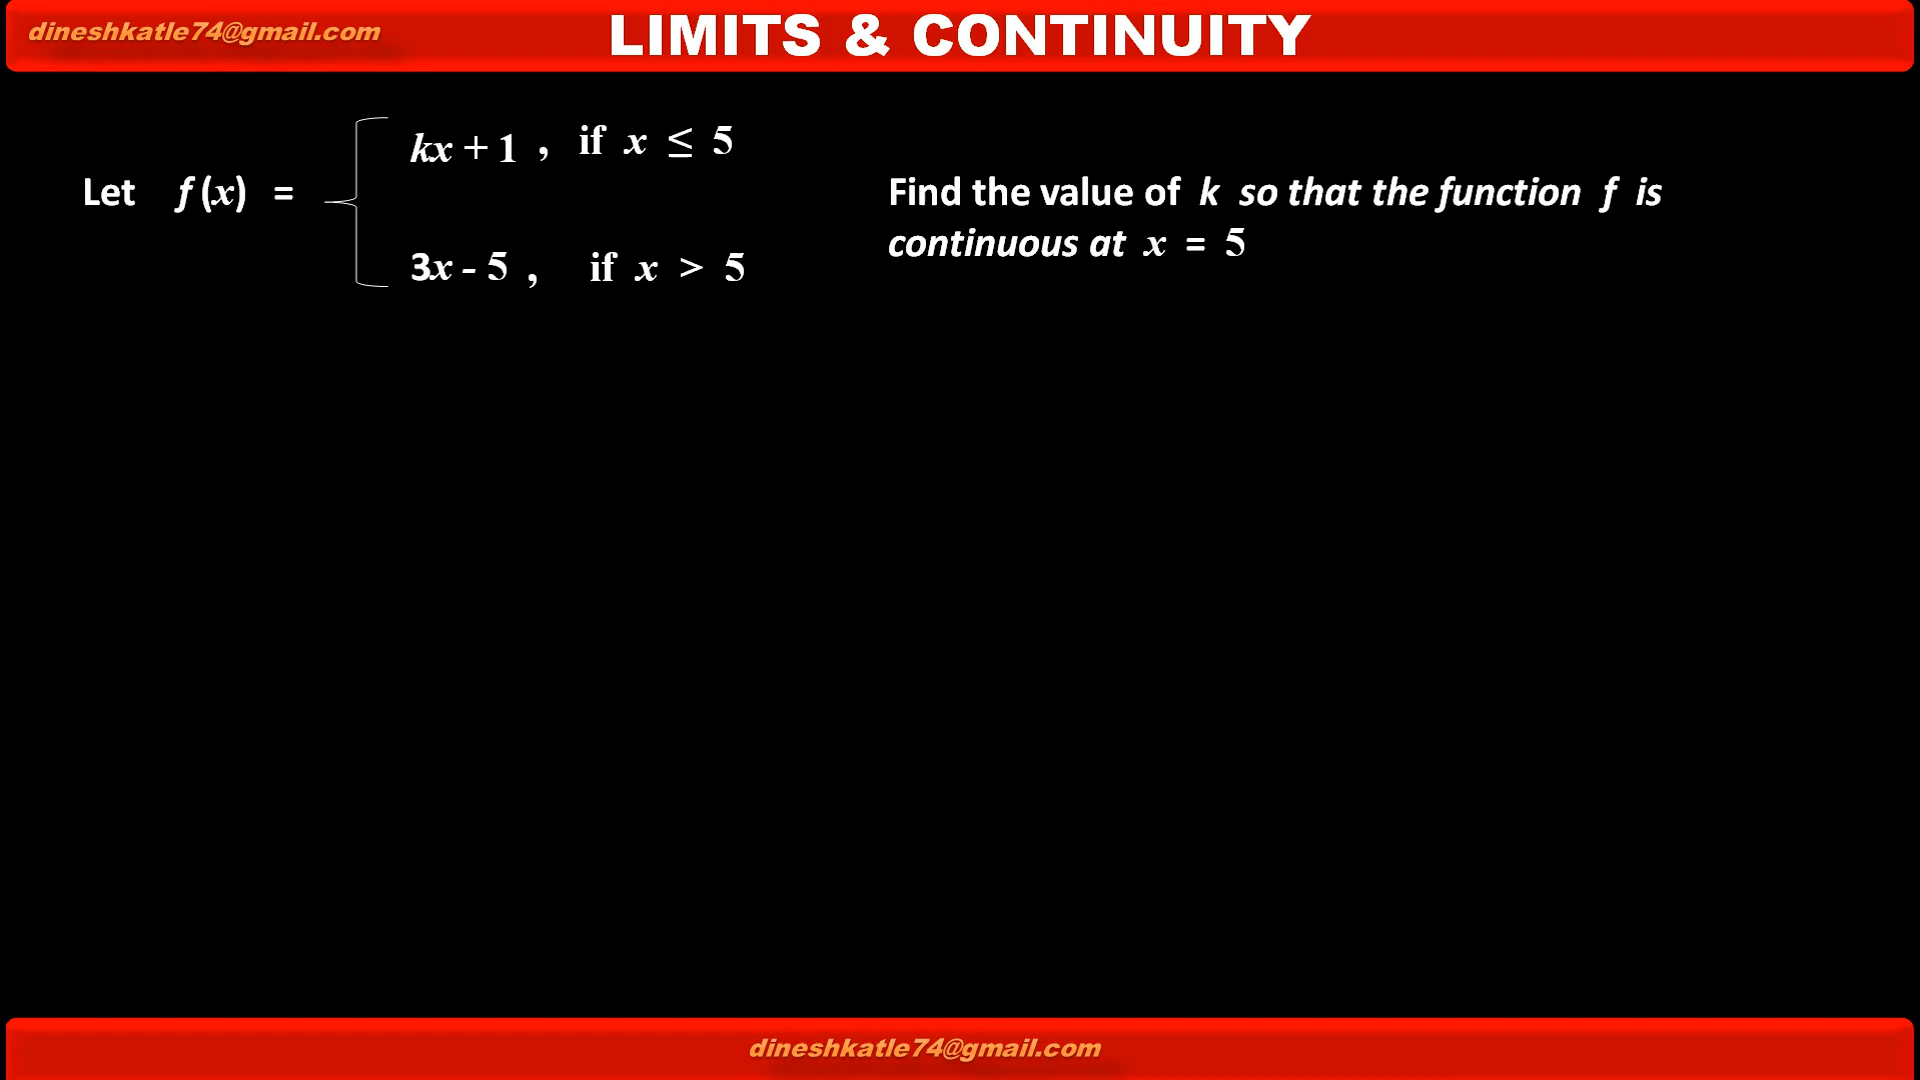 dineshkatle74@gmail.com
LIMITS & CONTINUITY
kx + 1 , if x ≤ 5
Let f (x) =
3x - 5 , if x > 5
Find the value of k so that the function f is
continuous at x = 5
dineshkatle74@gmail.com